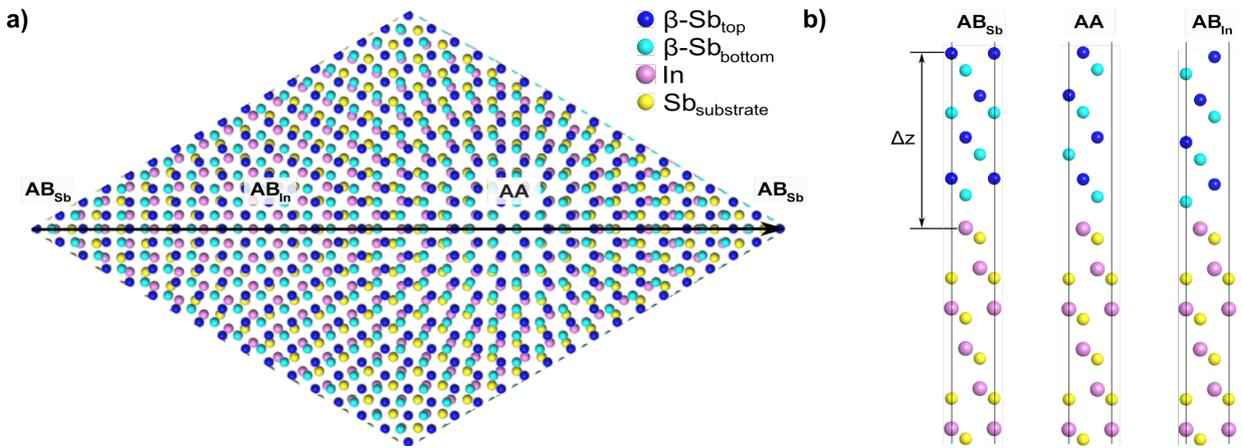 a)
β-Sb_top
β-Sb_bottom
In
Sb_substrate
AB_Sb
AB_In
AA
AB_Sb
b)
AB_Sb
AA
AB_In
Δz